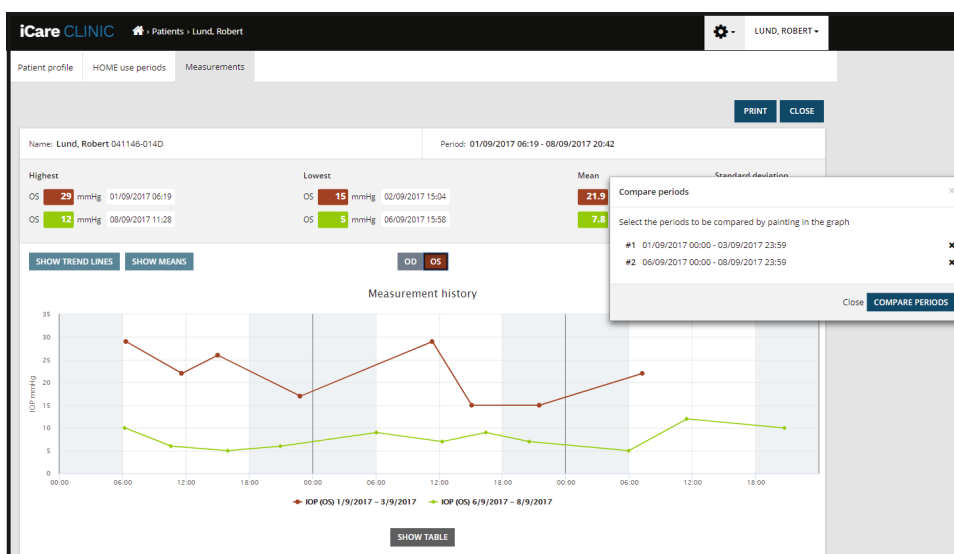 iCare CLINIC › Patients › Lund, Robert LUND, ROBERT
Patient profile HOME use periods Measurements
PRINT CLOSE
Name: Lund, Robert 041146-014D Period: 01/09/2017 06:19 - 08/09/2017 20:42
Highest Lowest Mean Standard deviation
OS 29 mmHg 01/09/2017 06:19 OS 15 mmHg 02/09/2017 15:04 21.9
OS 12 mmHg 08/09/2017 11:28 OS 5 mmHg 06/09/2017 15:58 7.8
Compare periods ×
Select the periods to be compared by painting in the graph
#1 01/09/2017 00:00 - 03/09/2017 23:59 ×
#2 06/09/2017 00:00 - 08/09/2017 23:59 ×
Close COMPARE PERIODS
SHOW TREND LINES SHOW MEANS OD OS
Measurement history
IOP mmHg
35
30
25
20
15
10
5
0
00:00 06:00 12:00 18:00 00:00 06:00 12:00 18:00 00:00 06:00 12:00 18:00
IOP (OS) 1/9/2017 – 3/9/2017 IOP (OS) 6/9/2017 – 8/9/2017
SHOW TABLE